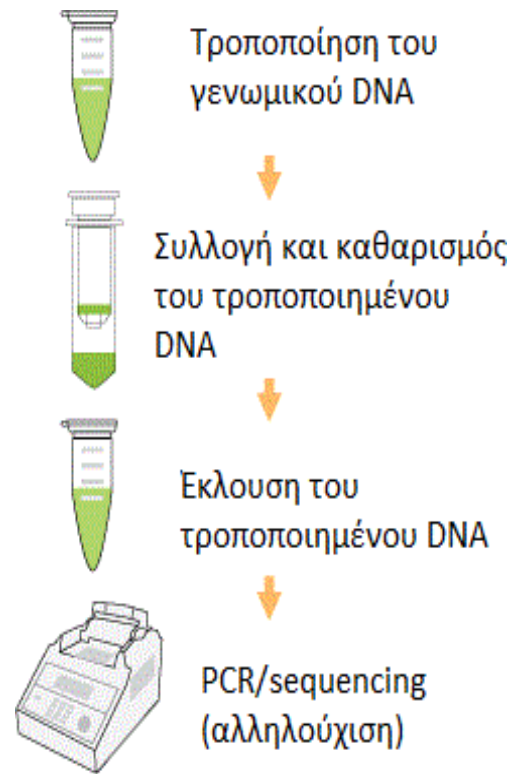 Τροποποίηση του
γενωμικού DNA
Συλλογή και καθαρισμός
του τροποποιημένου
DNA
Έκλουση του
τροποποιημένου DNA
PCR/sequencing
(αλληλούχιση)